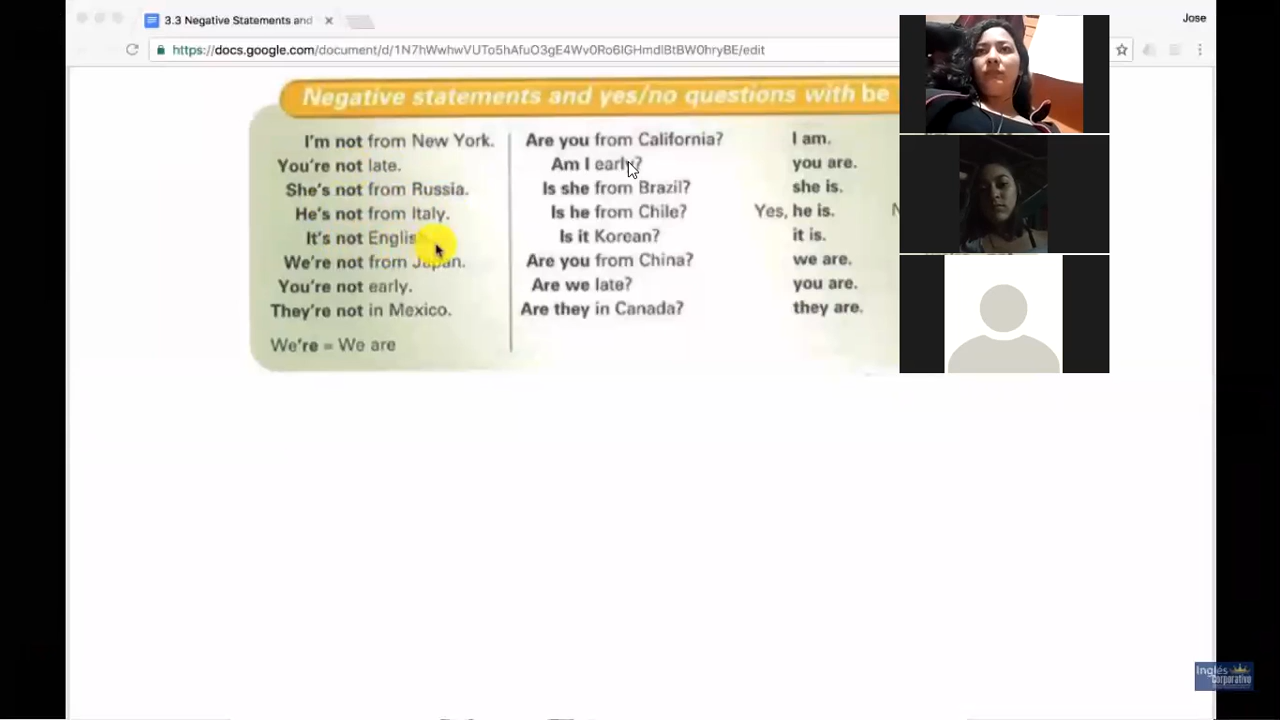 3.3 Negative Statements and
Jose
https://docs.google.com/document/d/1N7hWwhwVUTo5hAfuO3gE4Wv0Ro6lGHmdlBtBW0hryBE/edit
Negative statements and yes/no questions with be
I'm not from New York. Are you from California? I am.
You're not late. Am I early? you are.
She's not from Russia. Is she from Brazil? she is.
He's not from Italy. Is he from Chile? Yes, he is. N
It's not Englis Is it Korean? it is.
We're not from Japan. Are you from China? we are.
You're not early. Are we late? you are.
They're not in Mexico. Are they in Canada? they are.
We're = We are
Inglés
corporativo